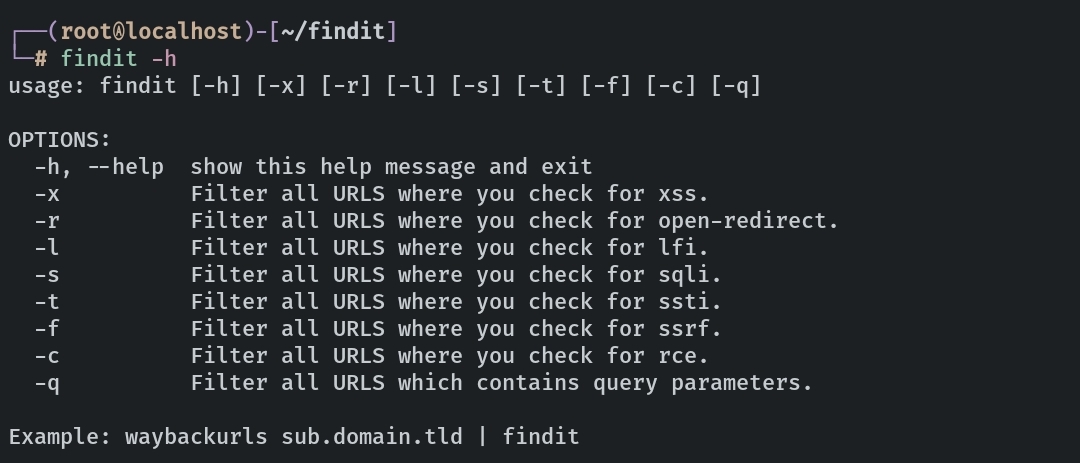 ┌──(root㉿localhost)-[~/findit]
└─# findit -h
usage: findit [-h] [-x] [-r] [-l] [-s] [-t] [-f] [-c] [-q]
OPTIONS:
-h, --help show this help message and exit
-x Filter all URLS where you check for xss.
-r Filter all URLS where you check for open-redirect.
-l Filter all URLS where you check for lfi.
-s Filter all URLS where you check for sqli.
-t Filter all URLS where you check for ssti.
-f Filter all URLS where you check for ssrf.
-c Filter all URLS where you check for rce.
-q Filter all URLS which contains query parameters.
Example: waybackurls sub.domain.tld | findit